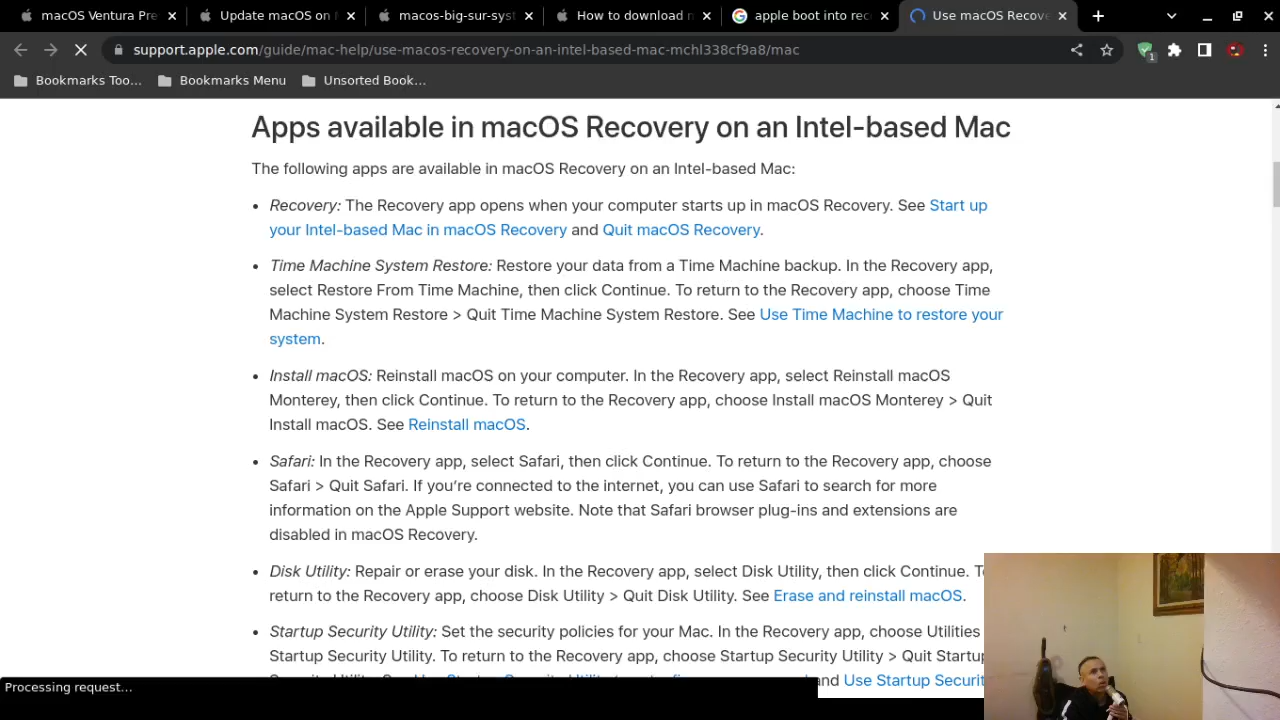 macOS Ventura Pre
Update macOS on
macos-big-sur-syst
How to download
apple boot into rec
Use macOS Recove
support.apple.com/guide/mac-help/use-macos-recovery-on-an-intel-based-mac-mchl338cf9a8/mac
1
Bookmarks Too...
Bookmarks Menu
Unsorted Book...
Apps available in macOS Recovery on an Intel-based Mac
The following apps are available in macOS Recovery on an Intel-based Mac:
• Recovery: The Recovery app opens when your computer starts up in macOS Recovery. See Start up
your Intel-based Mac in macOS Recovery and Quit macOS Recovery.
• Time Machine System Restore: Restore your data from a Time Machine backup. In the Recovery app,
select Restore From Time Machine, then click Continue. To return to the Recovery app, choose Time
Machine System Restore > Quit Time Machine System Restore. See Use Time Machine to restore your
system.
• Install macOS: Reinstall macOS on your computer. In the Recovery app, select Reinstall macOS
Monterey, then click Continue. To return to the Recovery app, choose Install macOS Monterey > Quit
Install macOS. See Reinstall macOS.
• Safari: In the Recovery app, select Safari, then click Continue. To return to the Recovery app, choose
Safari > Quit Safari. If you’re connected to the internet, you can use Safari to search for more
information on the Apple Support website. Note that Safari browser plug-ins and extensions are
disabled in macOS Recovery.
• Disk Utility: Repair or erase your disk. In the Recovery app, select Disk Utility, then click Continue. To
return to the Recovery app, choose Disk Utility > Quit Disk Utility. See Erase and reinstall macOS.
• Startup Security Utility: Set the security policies for your Mac. In the Recovery app, choose Utilities
Startup Security Utility. To return to the Recovery app, choose Startup Security Utility > Quit Startup
and Use Startup Securit
Processing request...